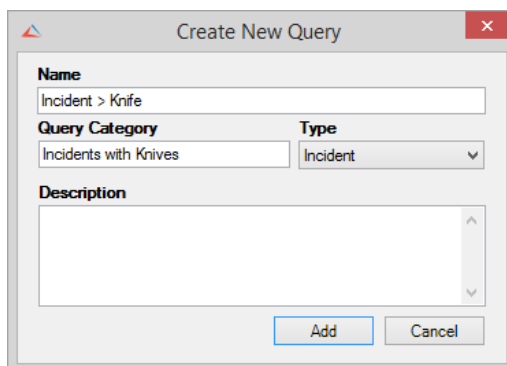 Create New Query
Name
Incident > Knife
Query Category Type
Incidents with Knives Incident
Description
Add Cancel